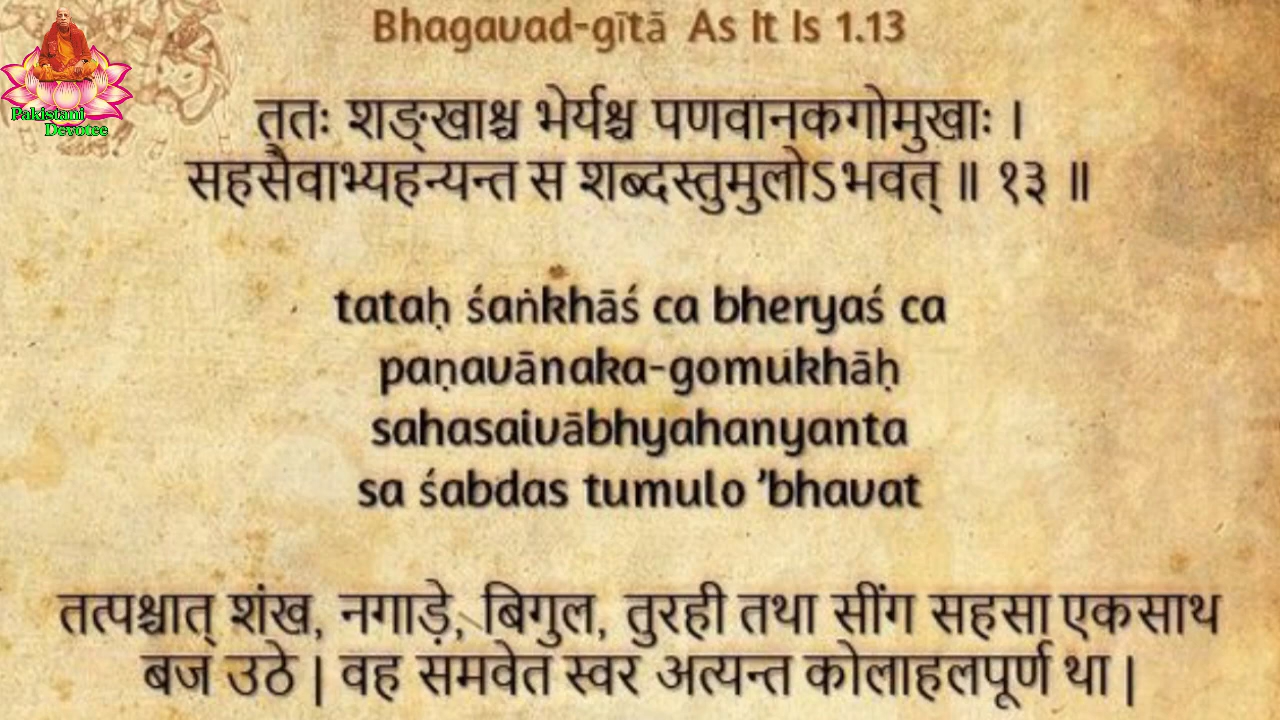 Bhagavad-gītā As It Is 1.13
Pakistani
Devotee
ततः शङ्खाश्च भेर्यश्च पणवानकगोमुखाः ।
सहसैवाभ्यहन्यन्त स शब्दस्तुमुलोऽभवत् ॥ १३ ॥
tataḥ śaṅkhāś ca bheryaś ca
paṇavānaka-gomukhāḥ
sahasaivābhyahanyanta
sa śabdas tumulo ’bhavat
तत्पश्चात् शंख, नगाड़े, बिगुल, तुरही तथा सींग सहसा एकसाथ
बज उठे | वह समवेत स्वर अत्यन्त कोलाहलपूर्ण था |